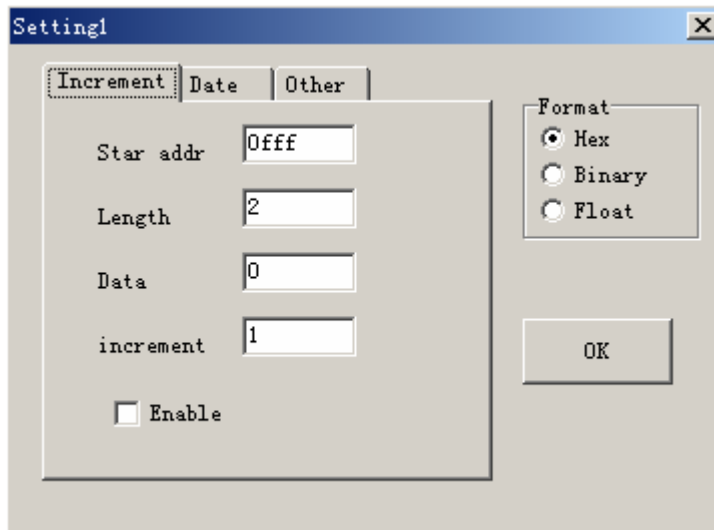 Setting1
Increment Date Other
Star addr 0fff
Length 2
Data 0
increment 1
Enable
Format
Hex
Binary
Float
OK